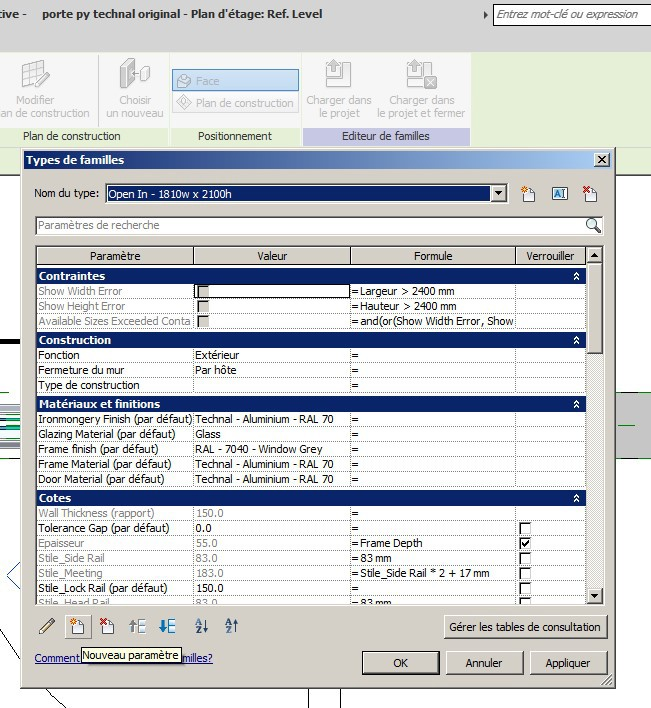 tive - porte py technal original - Plan d'étage: Ref. Level
Entrez mot-clé ou expression
Modifier
an de construction
Choisir
un nouveau
Face
Plan de construction
Charger dans
le projet
Charger dans
le projet et fermer
Plan de construction
Positionnement
Editeur de familles
Types de familles
Nom du type:
Open In - 1810w x 2100h
Paramètres de recherche
Paramètre Valeur Formule Verrouiller
Contraintes
Show Width Error =Largeur > 2400 mm
Show Height Error =Hauteur > 2400 mm
Available Sizes Exceeded Conta =and(or(Show Width Error, Show
Construction
Fonction Extérieur =
Fermeture du mur Par hôte =
Type de construction =
Matériaux et finitions
Ironmongery Finish (par défaut) Technal - Aluminium - RAL 70 =
Glazing Material (par défaut) Glass =
Frame finish (par défaut) RAL - 7040 - Window Grey =
Frame Material (par défaut) Technal - Aluminium - RAL 70 =
Door Material (par défaut) Technal - Aluminium - RAL 70 =
Cotes
Wall Thickness (rapport) 150.0 =
Tolerance Gap (par défaut) 0.0 =
Epaisseur 55.0 =Frame Depth
Stile_Side Rail 83.0 =83 mm
Stile_Meeting 183.0 =Stile_Side Rail * 2 + 17 mm
Stile_Lock Rail (par défaut) 150.0 =
Stile_Head Rail 83.0 =83 mm
Gérer les tables de consultation
Comment
Nouveau paramètre
milles?
OK
Annuler
Appliquer